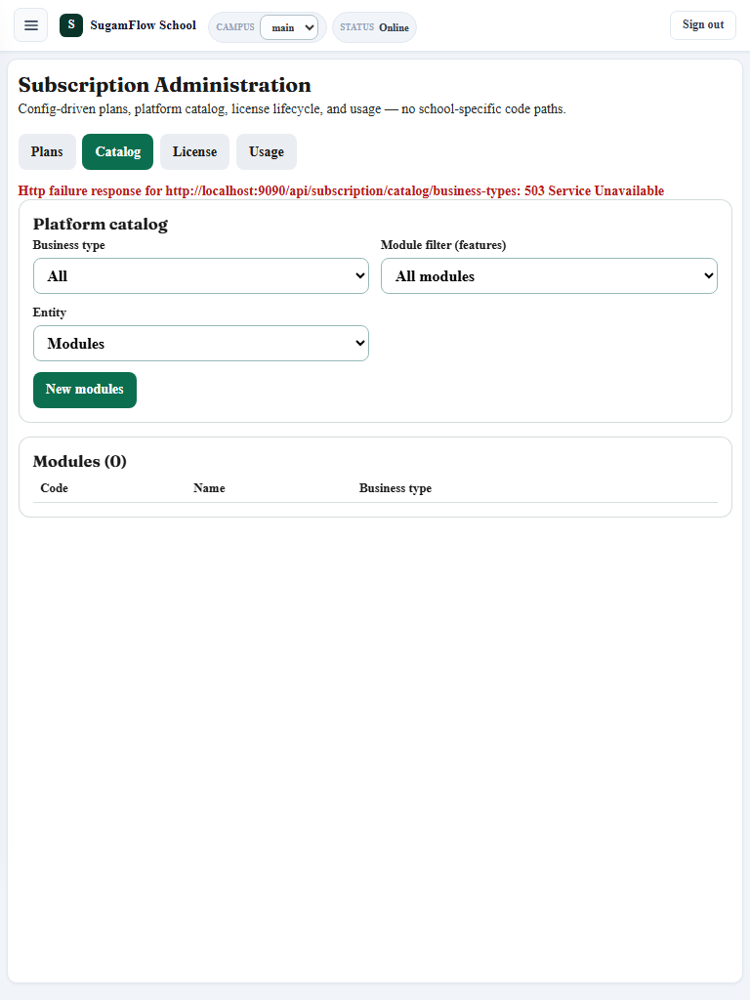 S SugamFlow School CAMPUS main STATUS Online Sign out
Subscription Administration
Config-driven plans, platform catalog, license lifecycle, and usage — no school-specific code paths.
Plans Catalog License Usage
Http failure response for http://localhost:9090/api/subscription/catalog/business-types: 503 Service Unavailable
Platform catalog
Business type Module filter (features)
All All modules
Entity
Modules
New modules
Modules (0)
Code Name Business type